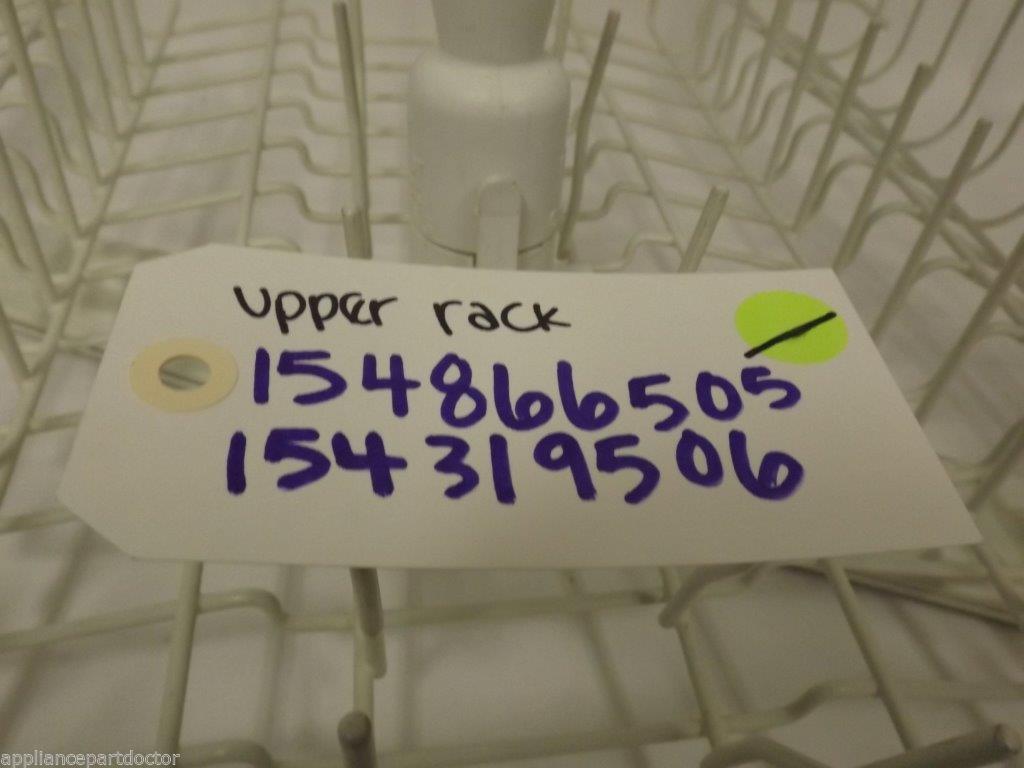 upper rack
154866505
154319506
appliancepartdoctor